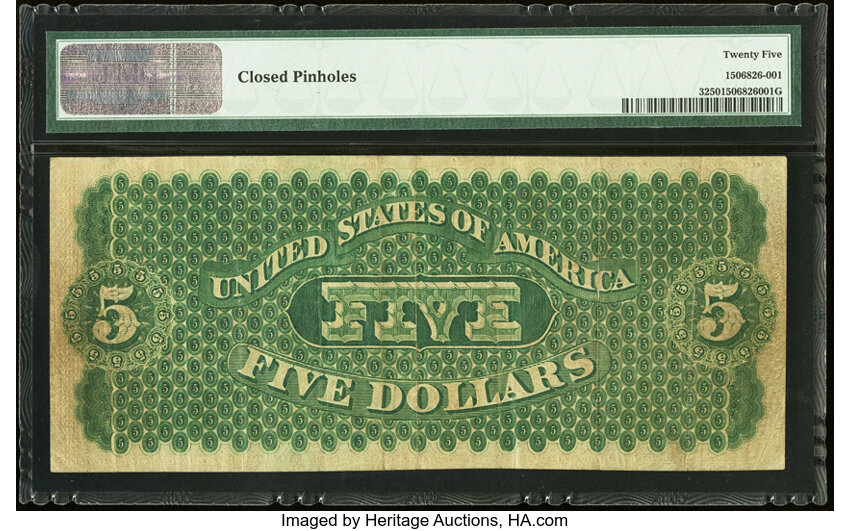 Closed Pinholes
Twenty Five
1506826-001
32501506826001G
UNITED STATES OF AMERICA
5
FIVE
5
FIVE DOLLARS
Imaged by Heritage Auctions, HA.com